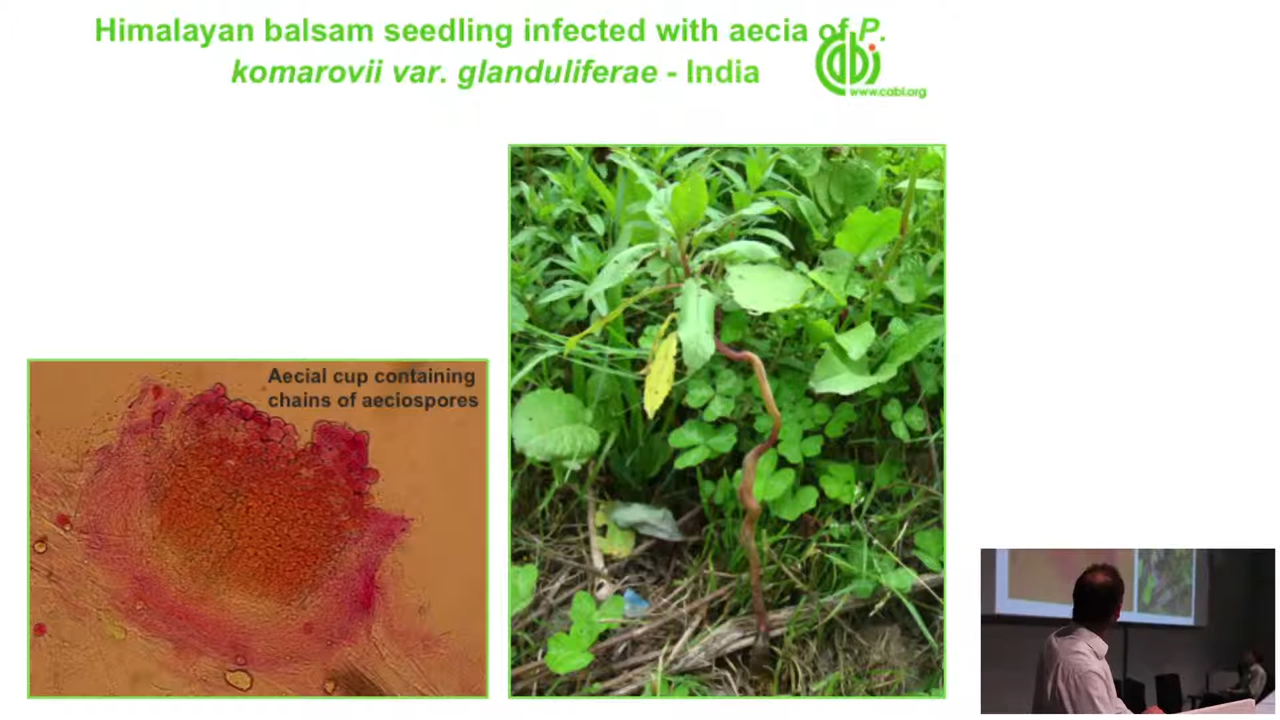 Himalayan balsam seedling infected with aecia of P.
komarovii var. glanduliferae - India
cabi
www.cabi.org
Aecial cup containing
chains of aeciospores